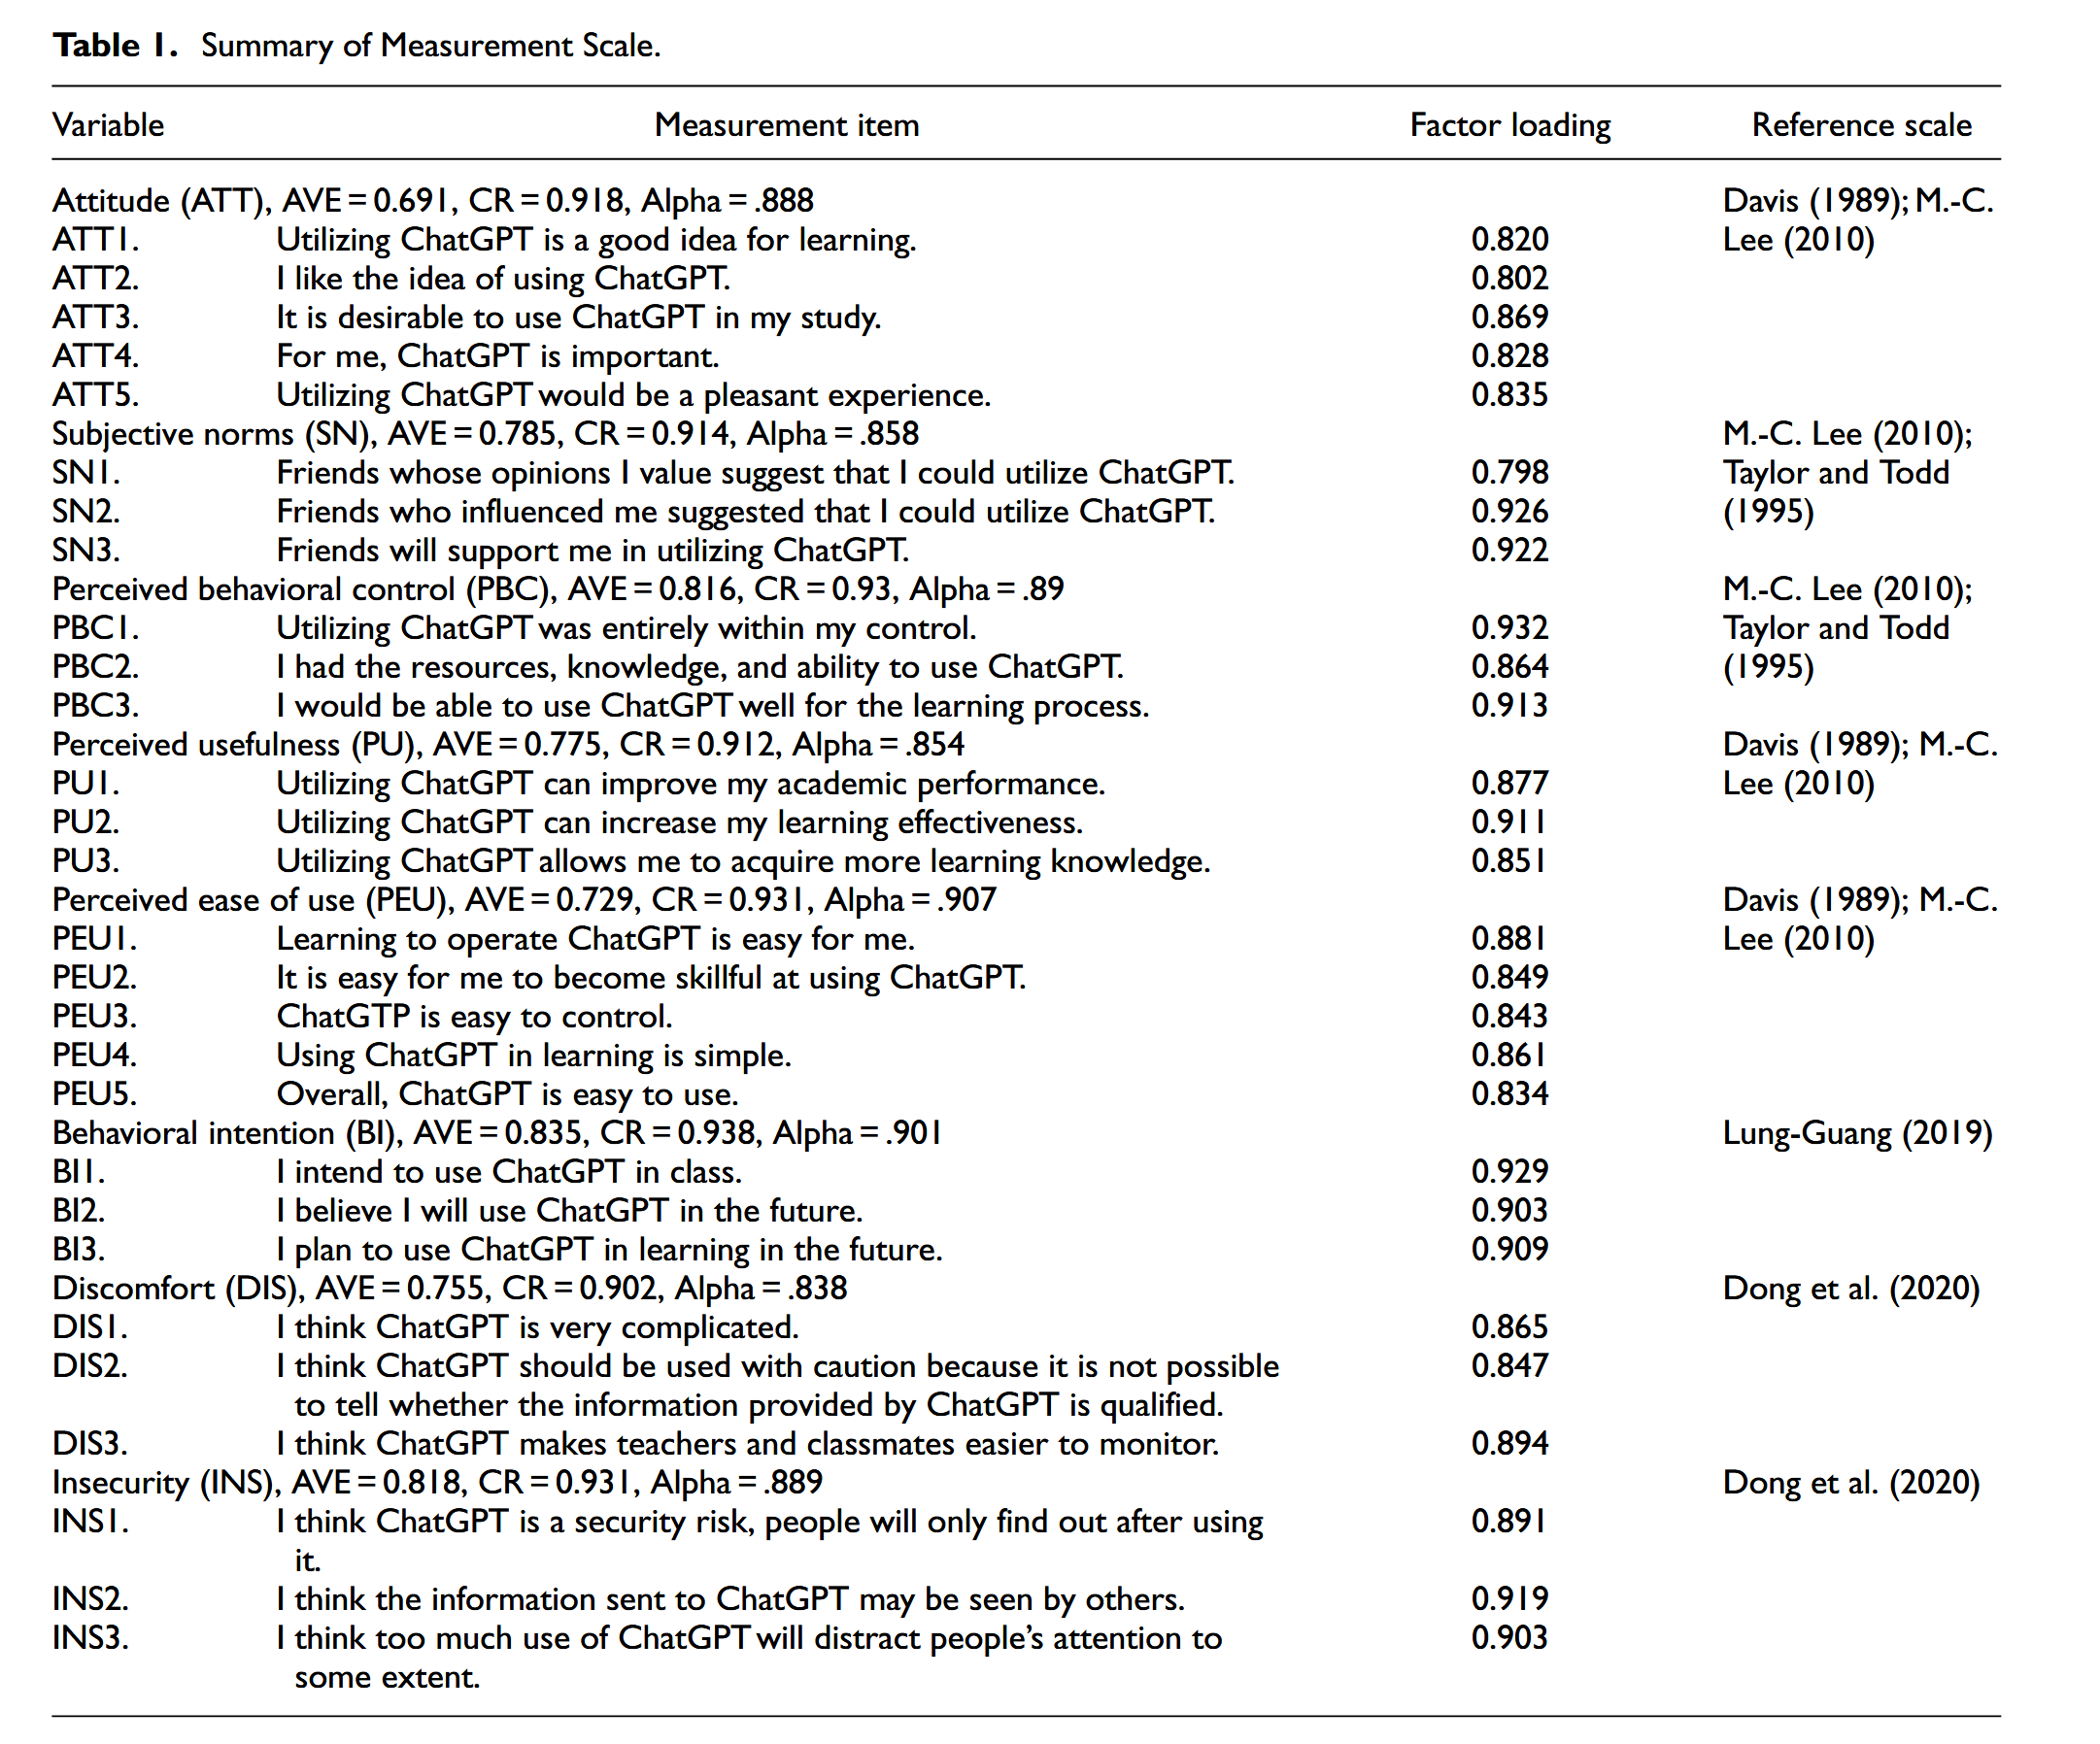 Table 1. Summary of Measurement Scale.
Variable Measurement item Factor loading Reference scale
Attitude (ATT), AVE = 0.691, CR = 0.918, Alpha = .888 Davis (1989); M.-C.
ATT1. Utilizing ChatGPT is a good idea for learning. 0.820 Lee (2010)
ATT2. I like the idea of using ChatGPT. 0.802
ATT3. It is desirable to use ChatGPT in my study. 0.869
ATT4. For me, ChatGPT is important. 0.828
ATT5. Utilizing ChatGPT would be a pleasant experience. 0.835
Subjective norms (SN), AVE = 0.785, CR = 0.914, Alpha = .858 M.-C. Lee (2010);
SN1. Friends whose opinions I value suggest that I could utilize ChatGPT. 0.798 Taylor and Todd
SN2. Friends who influenced me suggested that I could utilize ChatGPT. 0.926 (1995)
SN3. Friends will support me in utilizing ChatGPT. 0.922
Perceived behavioral control (PBC), AVE = 0.816, CR = 0.93, Alpha = .89 M.-C. Lee (2010);
PBC1. Utilizing ChatGPT was entirely within my control. 0.932 Taylor and Todd
PBC2. I had the resources, knowledge, and ability to use ChatGPT. 0.864 (1995)
PBC3. I would be able to use ChatGPT well for the learning process. 0.913
Perceived usefulness (PU), AVE = 0.775, CR = 0.912, Alpha = .854 Davis (1989); M.-C.
PU1. Utilizing ChatGPT can improve my academic performance. 0.877 Lee (2010)
PU2. Utilizing ChatGPT can increase my learning effectiveness. 0.911
PU3. Utilizing ChatGPT allows me to acquire more learning knowledge. 0.851
Perceived ease of use (PEU), AVE = 0.729, CR = 0.931, Alpha = .907 Davis (1989); M.-C.
PEU1. Learning to operate ChatGPT is easy for me. 0.881 Lee (2010)
PEU2. It is easy for me to become skillful at using ChatGPT. 0.849
PEU3. ChatGTP is easy to control. 0.843
PEU4. Using ChatGPT in learning is simple. 0.861
PEU5. Overall, ChatGPT is easy to use. 0.834
Behavioral intention (BI), AVE = 0.835, CR = 0.938, Alpha = .901 Lung-Guang (2019)
BI1. I intend to use ChatGPT in class. 0.929
BI2. I believe I will use ChatGPT in the future. 0.903
BI3. I plan to use ChatGPT in learning in the future. 0.909
Discomfort (DIS), AVE = 0.755, CR = 0.902, Alpha = .838 Dong et al. (2020)
DIS1. I think ChatGPT is very complicated. 0.865
DIS2. I think ChatGPT should be used with caution because it is not possible 0.847
to tell whether the information provided by ChatGPT is qualified.
DIS3. I think ChatGPT makes teachers and classmates easier to monitor. 0.894
Insecurity (INS), AVE = 0.818, CR = 0.931, Alpha = .889 Dong et al. (2020)
INS1. I think ChatGPT is a security risk, people will only find out after using 0.891
it.
INS2. I think the information sent to ChatGPT may be seen by others. 0.919
INS3. I think too much use of ChatGPT will distract people's attention to 0.903
some extent.